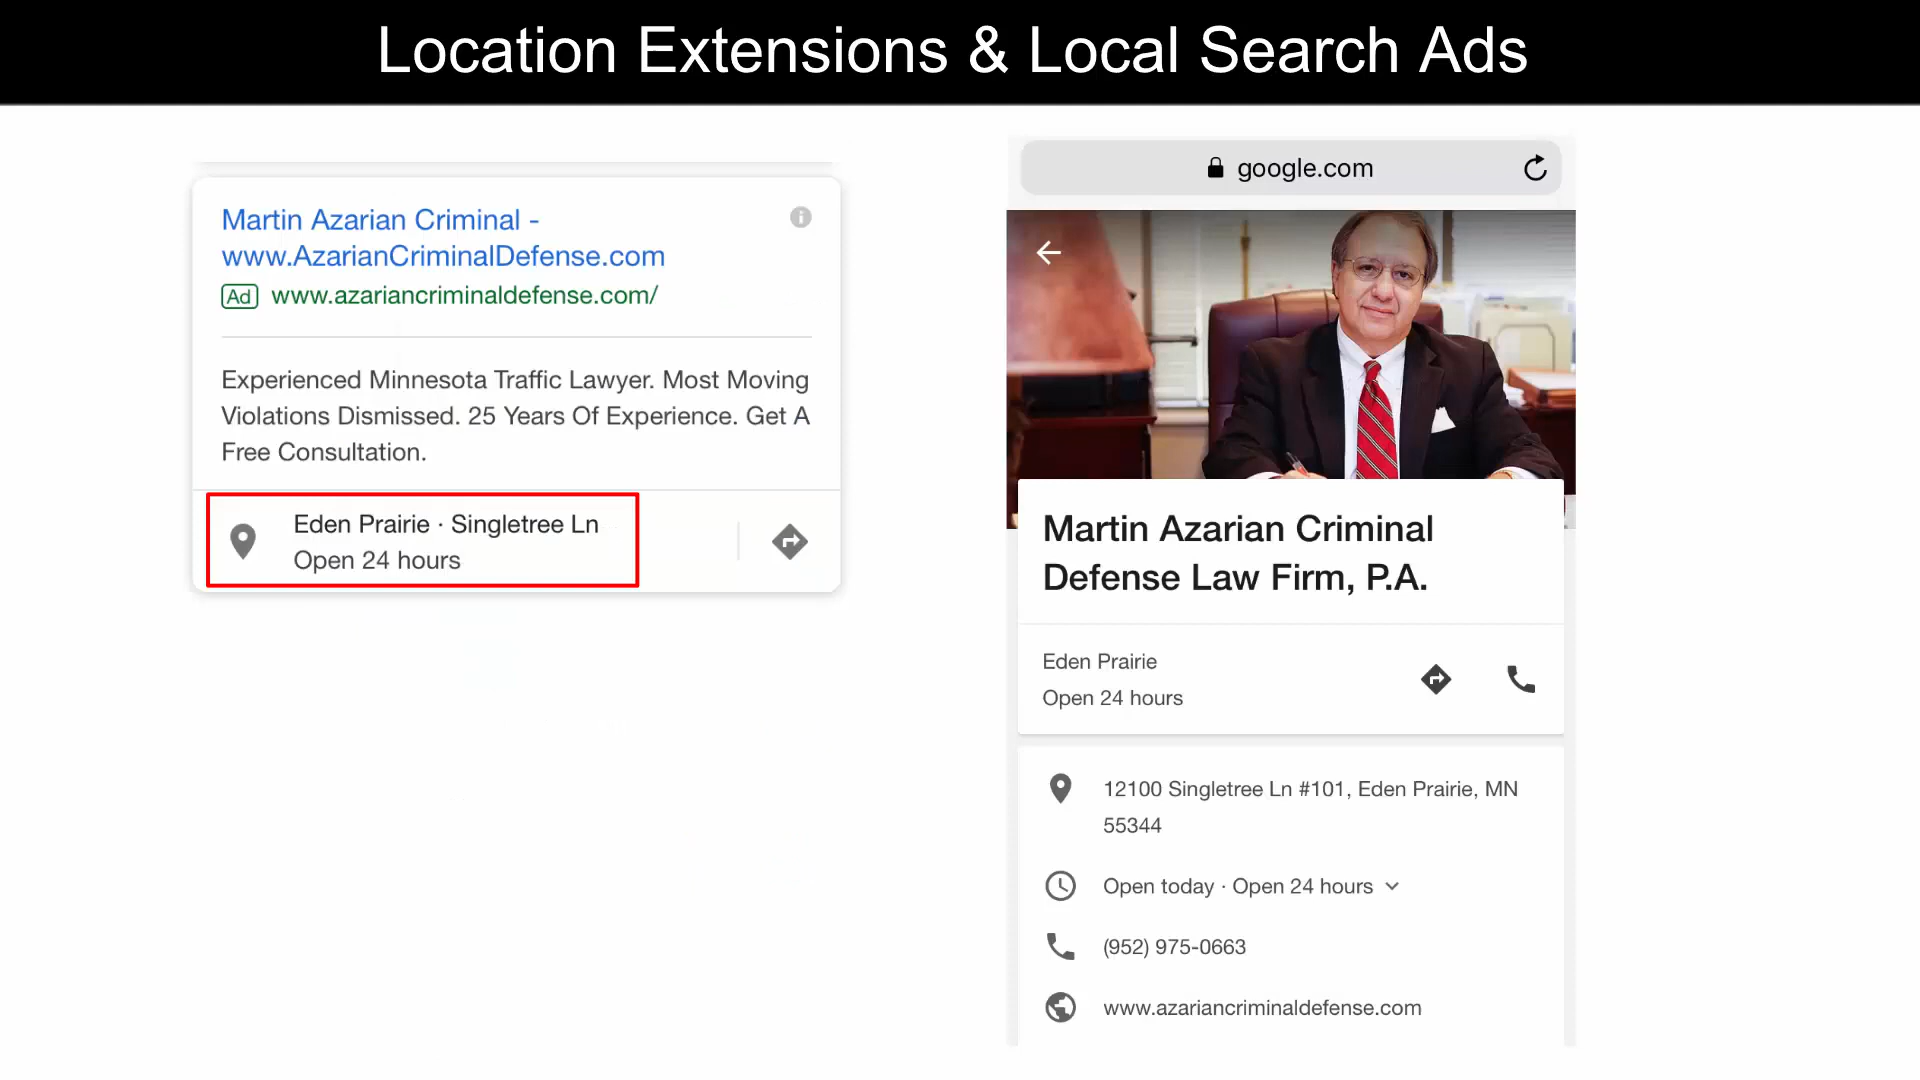 Location Extensions & Local Search Ads
Martin Azarian Criminal -
www.AzarianCriminalDefense.com
Ad www.azariancriminaldefense.com/
Experienced Minnesota Traffic Lawyer. Most Moving
Violations Dismissed. 25 Years Of Experience. Get A
Free Consultation.
Eden Prairie · Singletree Ln
Open 24 hours
google.com
Martin Azarian Criminal
Defense Law Firm, P.A.
Eden Prairie
Open 24 hours
12100 Singletree Ln #101, Eden Prairie, MN
55344
Open today · Open 24 hours
(952) 975-0663
www.azariancriminaldefense.com